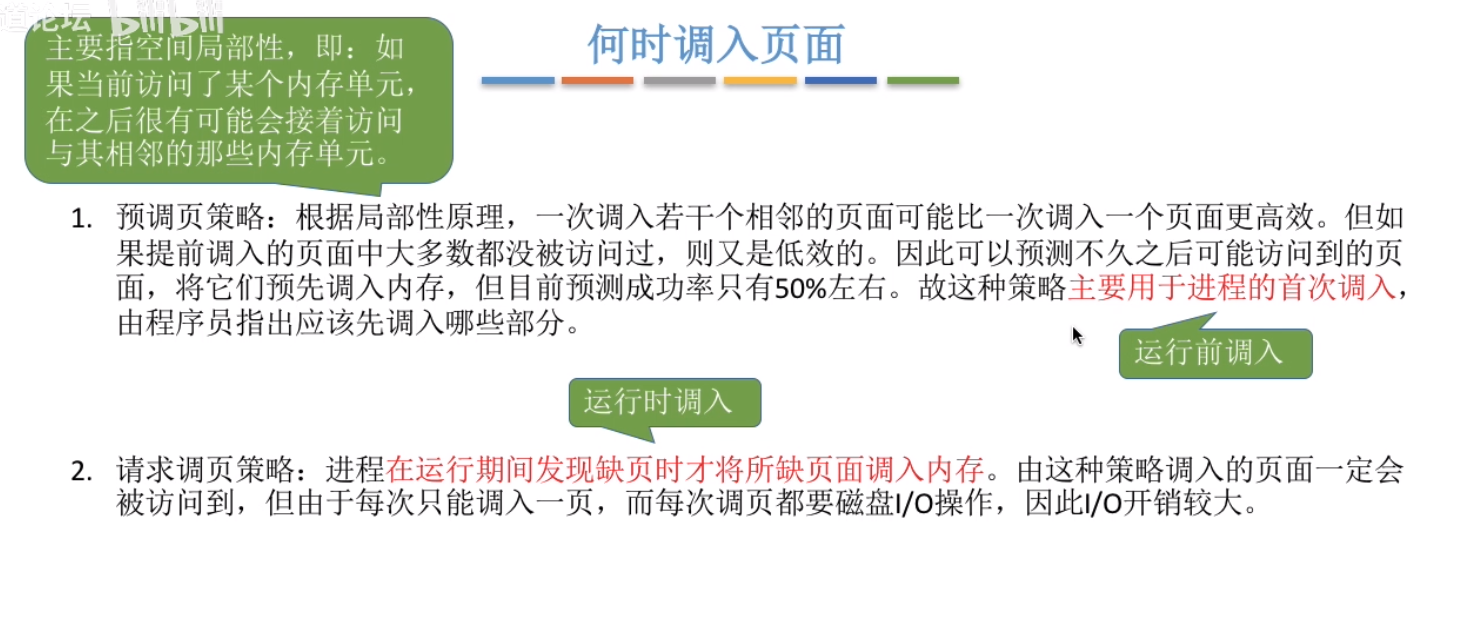 道论坛 bilibili
主要指空间局部性，即：如
果当前访问了某个内存单元，
在之后很有可能会接着访问
与其相邻的那些内存单元。
何时调入页面
1. 预调页策略：根据局部性原理，一次调入若干个相邻的页面可能比一次调入一个页面更高效。但如
果提前调入的页面中大多数都没被访问过，则又是低效的。因此可以预测不久之后可能访问到的页
面，将它们预先调入内存，但目前预测成功率只有50%左右。故这种策略主要用于进程的首次调入，
由程序员指出应该先调入哪些部分。
运行前调入
运行时调入
2. 请求调页策略：进程在运行期间发现缺页时才将所缺页面调入内存。由这种策略调入的页面一定会
被访问到，但由于每次只能调入一页，而每次调页都要磁盘I/O操作，因此I/O开销较大。